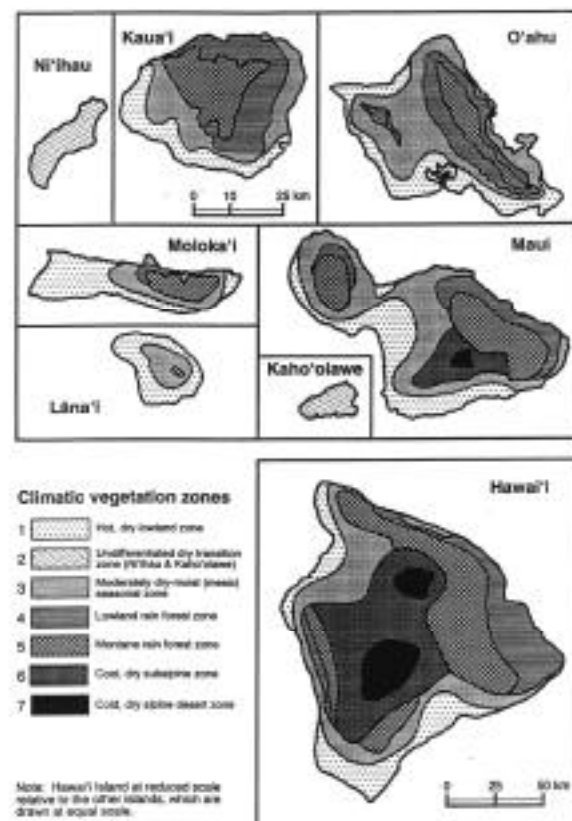 Ni'ihau
Kaua'i
O'ahu
0 10 25 km
Moloka'i
Maui
Lāna'i
Kaho'olawe
Climatic vegetation zones
1 Hot, dry lowland zone
2 Undifferentiated dry transition
zone (Ni'ihau & Kaho'olawe)
3 Moderately dry-moist (mesic)
seasonal zone
4 Lowland rain forest zone
5 Montane rain forest zone
6 Cool, dry subalpine zone
7 Cold, dry alpine desert zone
Note: Hawai'i Island at reduced scale
relative to the other islands, which are
drawn at equal scale.
Hawai'i
0 25 50 km